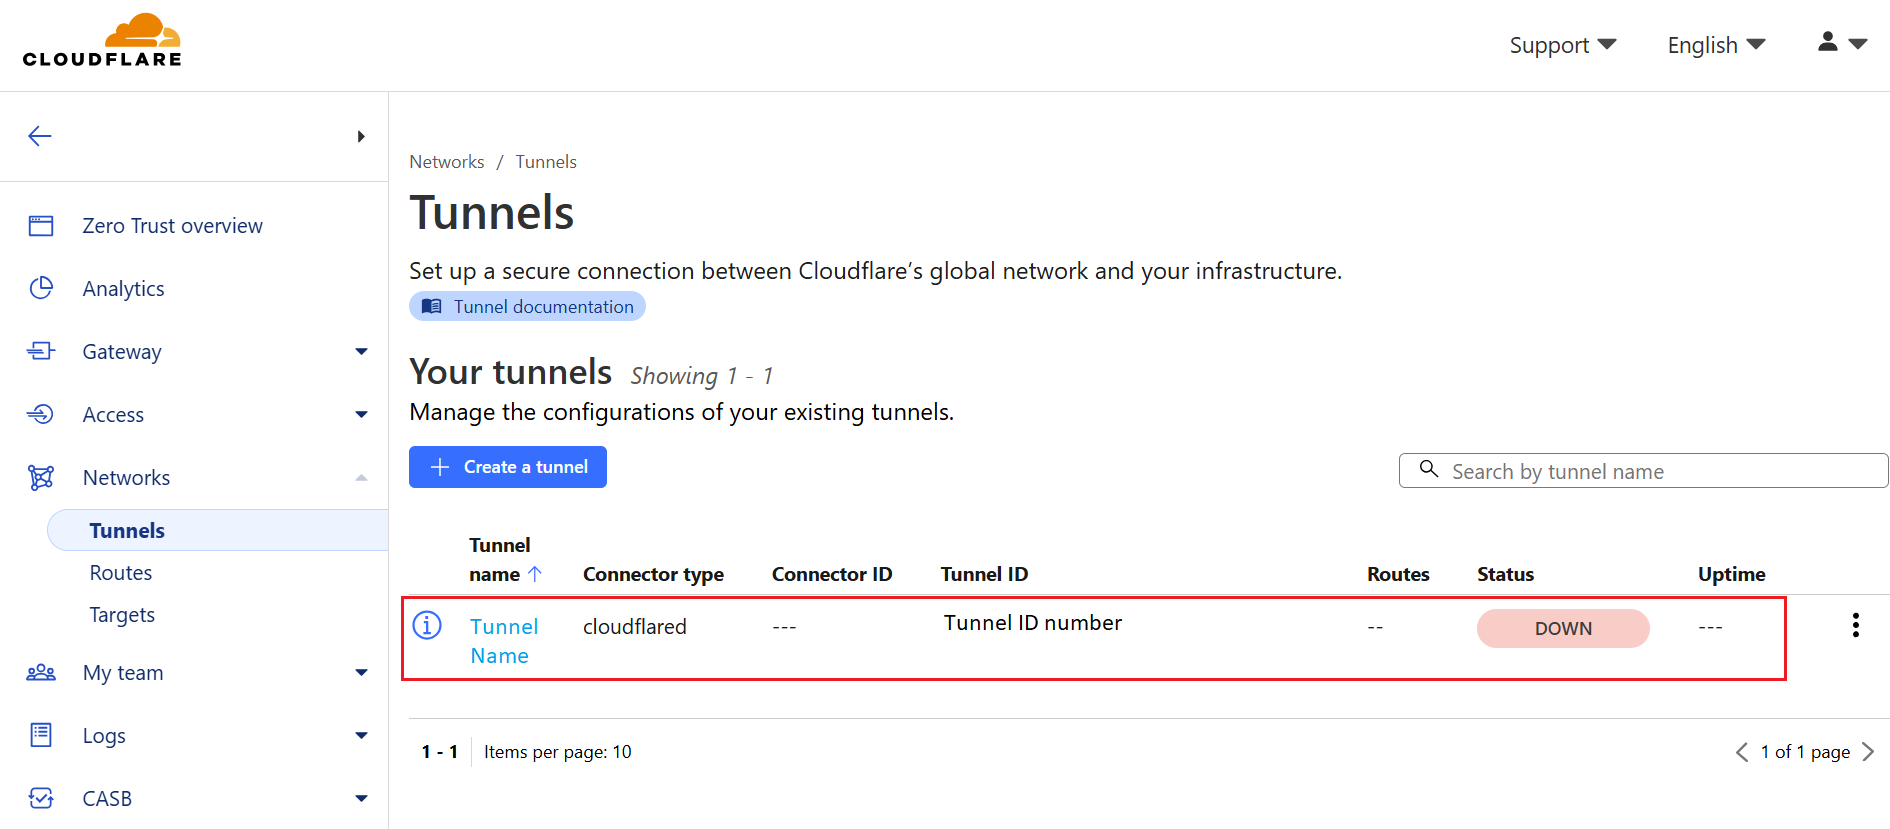 CLOUDFLARE
Support
English
Zero Trust overview
Analytics
Gateway
Access
Networks
Tunnels
Routes
Targets
My team
Logs
CASB
Networks / Tunnels
Tunnels
Set up a secure connection between Cloudflare’s global network and your infrastructure.
Tunnel documentation
Your tunnels Showing 1 - 1
Manage the configurations of your existing tunnels.
+ Create a tunnel
Search by tunnel name
Tunnel
name ↑ Connector type Connector ID Tunnel ID Routes Status Uptime
Tunnel cloudflared --- Tunnel ID number -- DOWN ---
Name
1 - 1 Items per page: 10
1 of 1 page